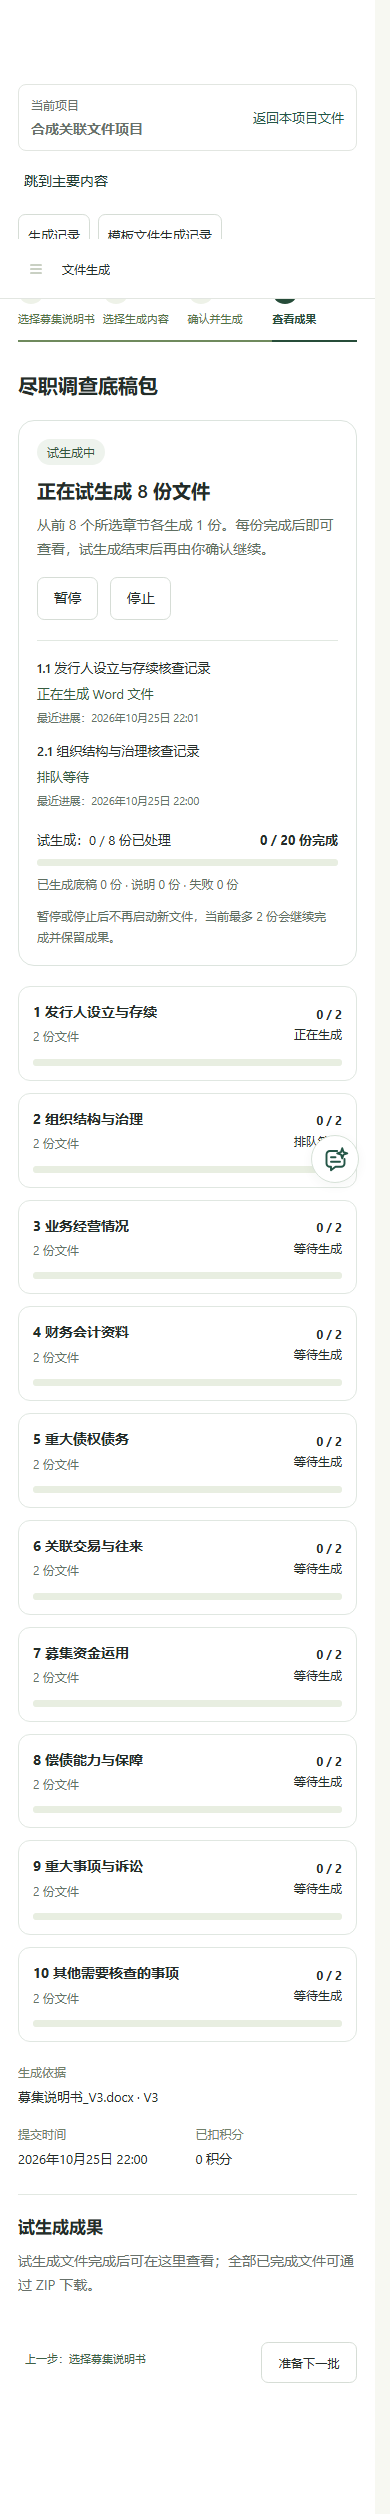 当前项目
合成关联文件项目
返回本项目文件
跳到主要内容
生成记录
模板文件生成记录
文件生成
选择募集说明书
选择生成内容
确认并生成
查看成果
尽职调查底稿包
试生成中
正在试生成 8 份文件
从前 8 个所选章节各生成 1 份。每份完成后即可
查看，试生成结束后再由你确认继续。
暂停
停止
1.1 发行人设立与存续核查记录
正在生成 Word 文件
最近进展：2026年10月25日 22:01
2.1 组织结构与治理核查记录
排队等待
最近进展：2026年10月25日 22:00
试生成：0 / 8 份已处理
0 / 20 份完成
已生成底稿 0 份 · 说明 0 份 · 失败 0 份
暂停或停止后不再启动新文件，当前最多 2 份会继续完
成并保留成果。
1 发行人设立与存续
0 / 2
2 份文件
正在生成
2 组织结构与治理
0 / 2
2 份文件
排队
3 业务经营情况
0 / 2
2 份文件
等待生成
4 财务会计资料
0 / 2
2 份文件
等待生成
5 重大债权债务
0 / 2
2 份文件
等待生成
6 关联交易与往来
0 / 2
2 份文件
等待生成
7 募集资金运用
0 / 2
2 份文件
等待生成
8 偿债能力与保障
0 / 2
2 份文件
等待生成
9 重大事项与诉讼
0 / 2
2 份文件
等待生成
10 其他需要核查的事项
0 / 2
2 份文件
等待生成
生成依据
募集说明书_V3.docx · V3
提交时间
已扣积分
2026年10月25日 22:00
0 积分
试生成成果
试生成文件完成后可在这里查看；全部已完成文件可通
过 ZIP 下载。
上一步：选择募集说明书
准备下一批